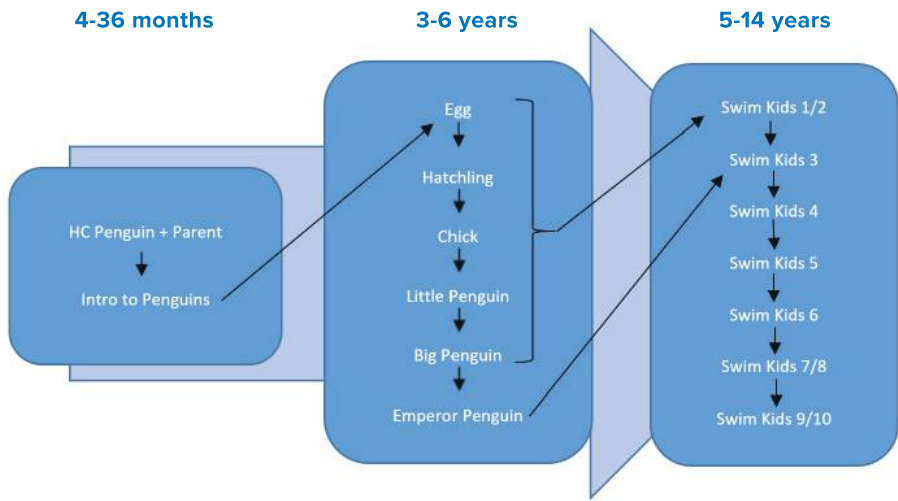 4-36 months
3-6 years
5-14 years
HC Penguin + Parent
Intro to Penguins
Egg
Hatchling
Chick
Little Penguin
Big Penguin
Emperor Penguin
Swim Kids 1/2
Swim Kids 3
Swim Kids 4
Swim Kids 5
Swim Kids 6
Swim Kids 7/8
Swim Kids 9/10